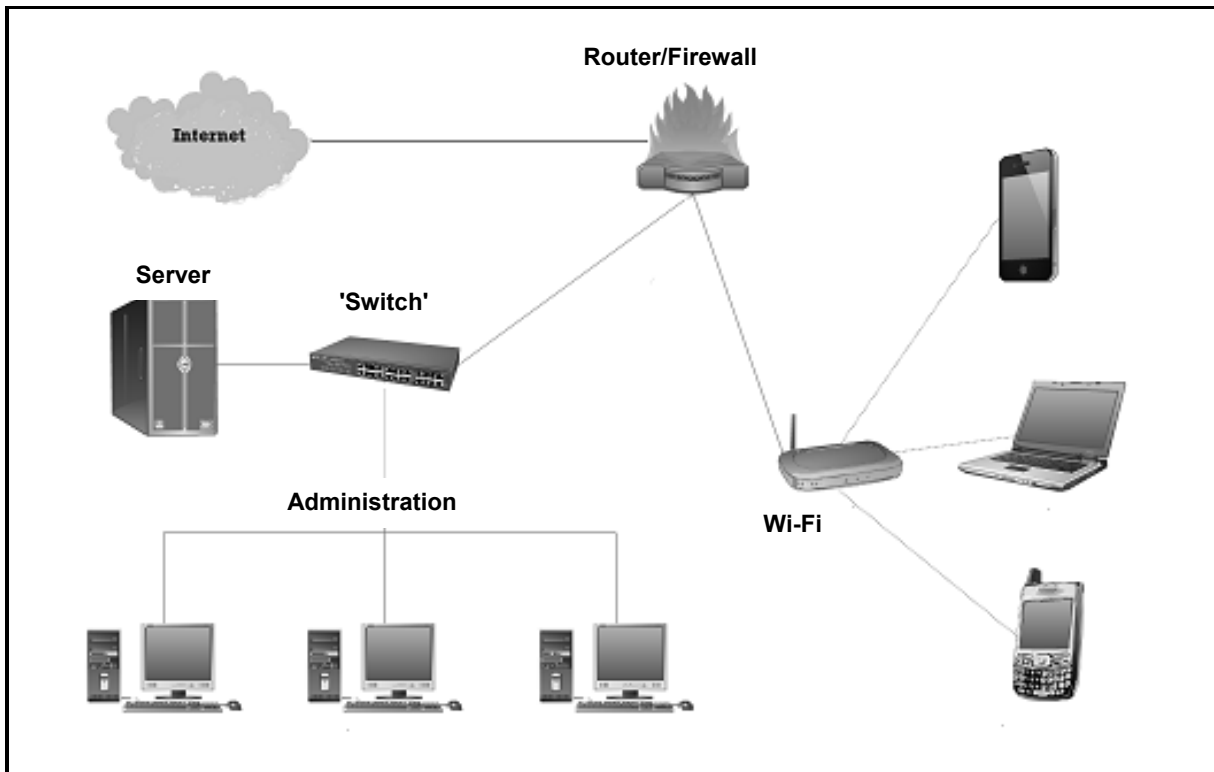 Router/Firewall
Internet
Server
'Switch'
Administration
Wi-Fi